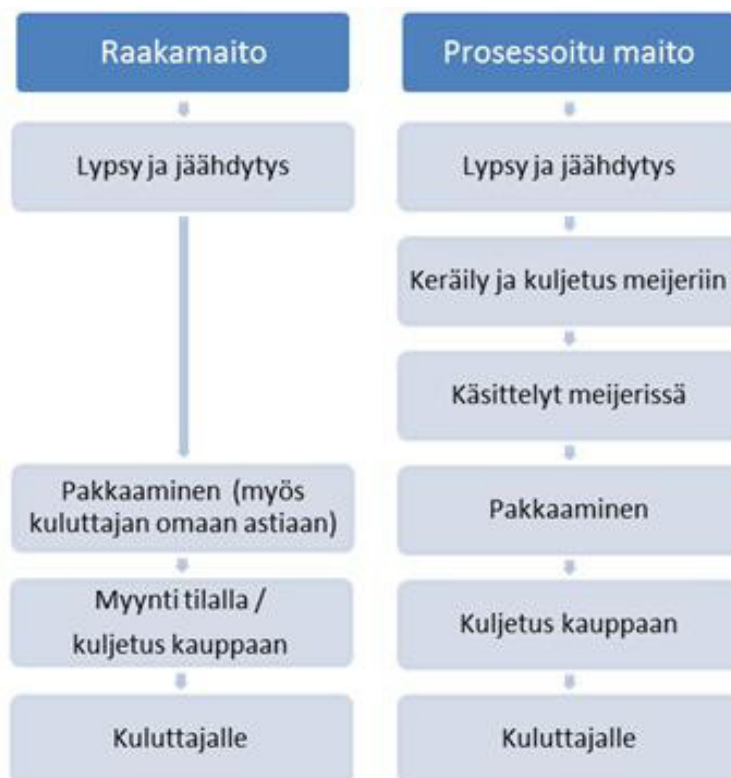 Raakamaito
Lypsy ja jäähdytys
Pakkaaminen (myös
kuluttajan omaan astiaan)
Myynti tilalla /
kuljetus kauppaan
Kuluttajalle
Prosessoitu maito
Lypsy ja jäähdytys
Keräily ja kuljetus meijeriin
Käsittelyt meijerissä
Pakkaaminen
Kuljetus kauppaan
Kuluttajalle